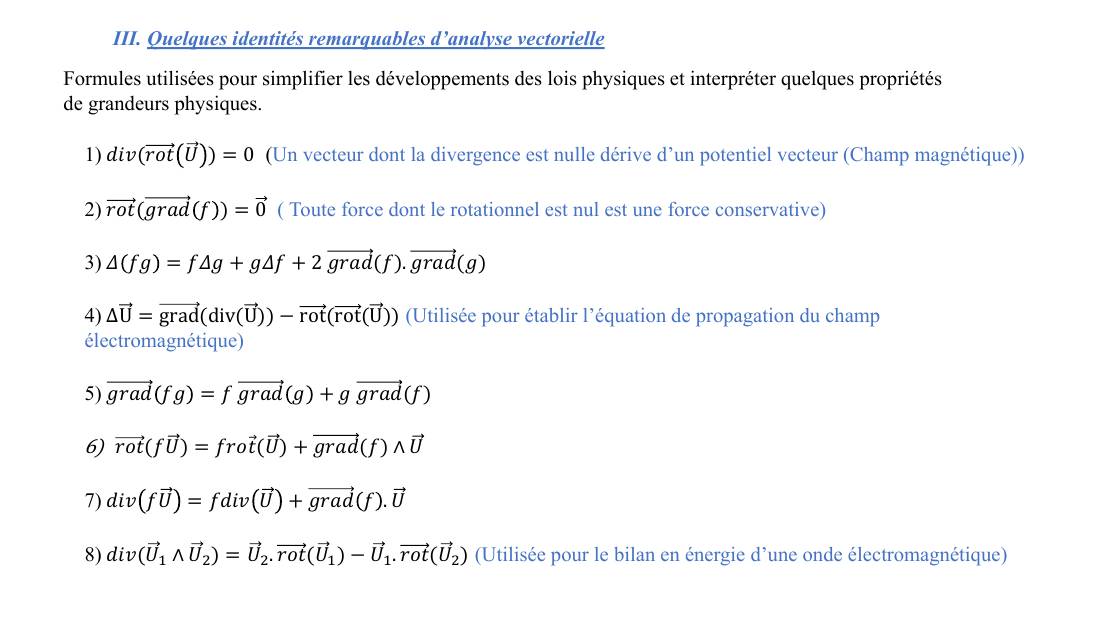 III. Quelques identités remarquables d'analyse vectorielle
Formules utilisées pour simplifier les développements des lois physiques et interpréter quelques propriétés
de grandeurs physiques.
1) div(r͞o͞t⃗(U⃗)) = 0 (Un vecteur dont la divergence est nulle dérive d'un potentiel vecteur (Champ magnétique))
2) rot⃗(grad⃗(f)) = 0⃗ ( Toute force dont le rotationnel est nul est une force conservative)
3) Δ(fg) = fΔg + gΔf + 2 grad⃗(f). grad⃗(g)
4) ΔU⃗ = grad⃗(div(U⃗)) − rot⃗(rot⃗(U⃗)) (Utilisée pour établir l'équation de propagation du champ
électromagnétique)
5) grad⃗(fg) = f grad⃗(g) + g grad⃗(f)
6) rot⃗(fU⃗) = frot⃗(U⃗) + grad⃗(f) ∧ U⃗
7) div(fU⃗) = fdiv(U⃗) + grad⃗(f). U⃗
8) div(U⃗₁ ∧ U⃗₂) = U⃗₂. rot⃗(U⃗₁) − U⃗₁. rot⃗(U⃗₂) (Utilisée pour le bilan en énergie d'une onde électromagnétique)